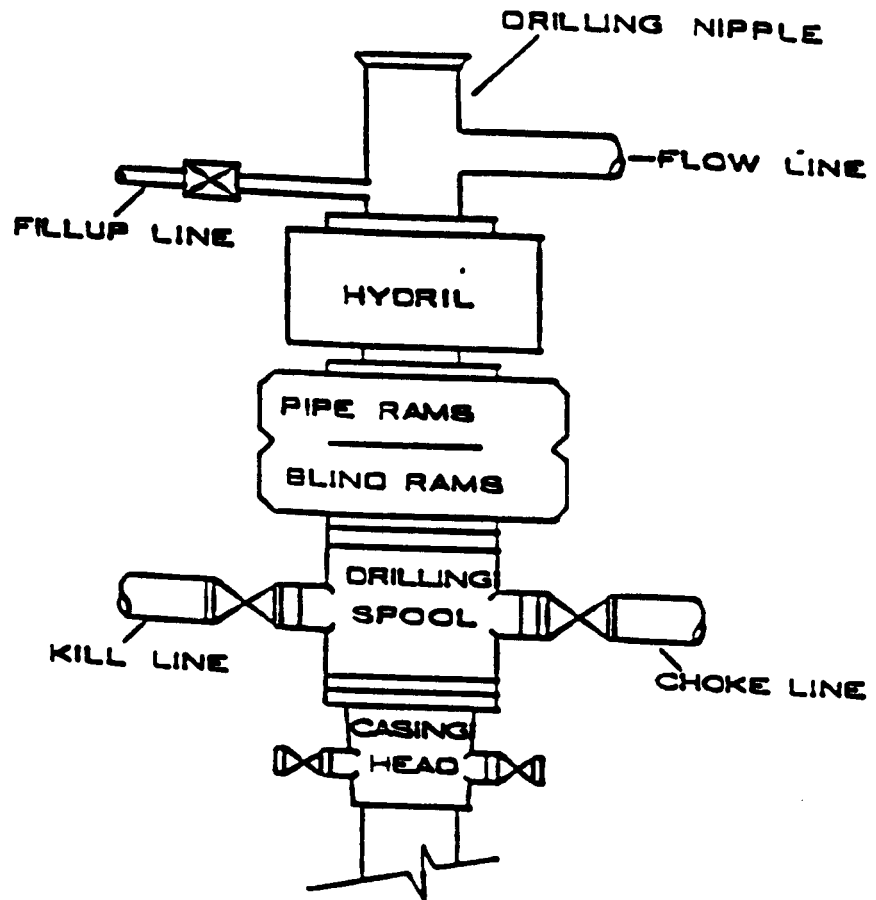 DRILLING NIPPLE
FLOW LINE
FILLUP LINE
HYDRIL
PIPE RAMS
BLIND RAMS
DRILLING
SPOOL
KILL LINE
CHOKE LINE
CASING
HEAD